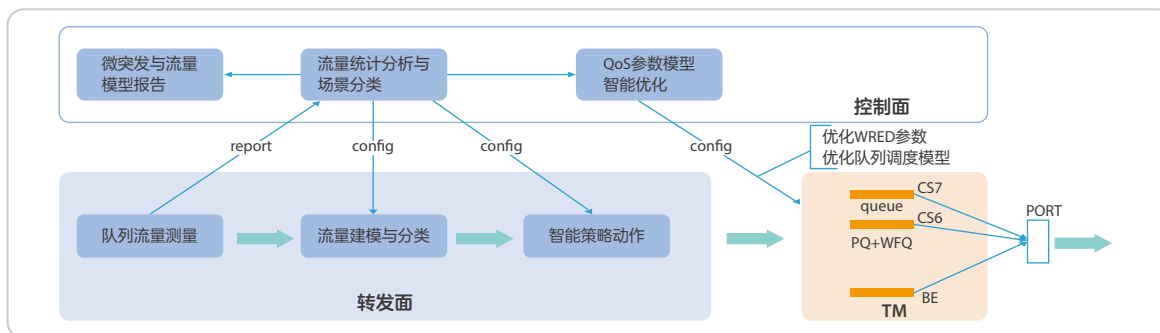 微突发与流量
模型报告
流量统计分析与
场景分类
QoS参数模型
智能优化
控制面
report
config
config
config
优化WRED参数
优化队列调度模型
队列流量测量
流量建模与分类
智能策略动作
转发面
CS7
queue
CS6
PQ+WFQ
BE
TM
PORT